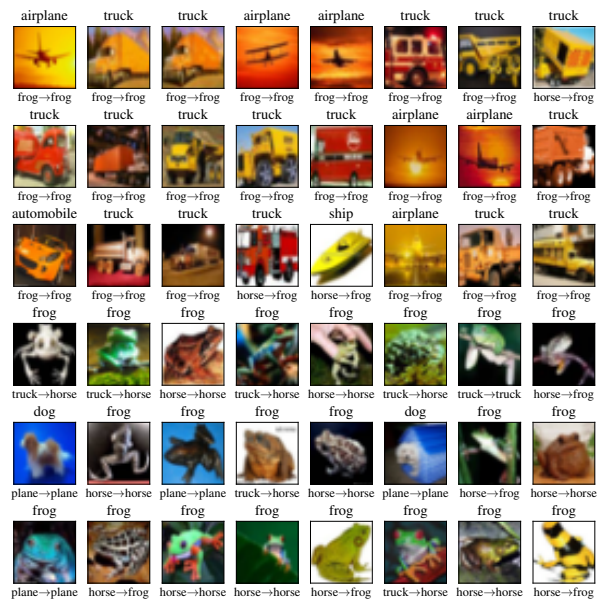 airplane truck truck airplane airplane truck truck truck
frog→frog frog→frog frog→frog frog→frog frog→frog frog→frog frog→frog horse→frog
truck truck truck truck truck airplane airplane truck
frog→frog frog→frog frog→frog frog→frog frog→frog frog→frog frog→frog frog→frog
automobile truck truck truck ship airplane truck truck
frog→frog frog→frog frog→frog horse→frog horse→frog frog→frog frog→frog frog→frog
frog frog frog frog frog frog frog frog
truck→horse truck→horse horse→horse truck→horse horse→horse truck→horse truck→truck horse→frog
dog frog frog frog frog dog frog frog
plane→plane horse→horse plane→plane truck→horse horse→horse plane→plane horse→frog horse→horse
frog frog frog frog frog frog frog frog
plane→plane horse→frog horse→horse horse→horse horse→frog truck→horse horse→horse horse→frog